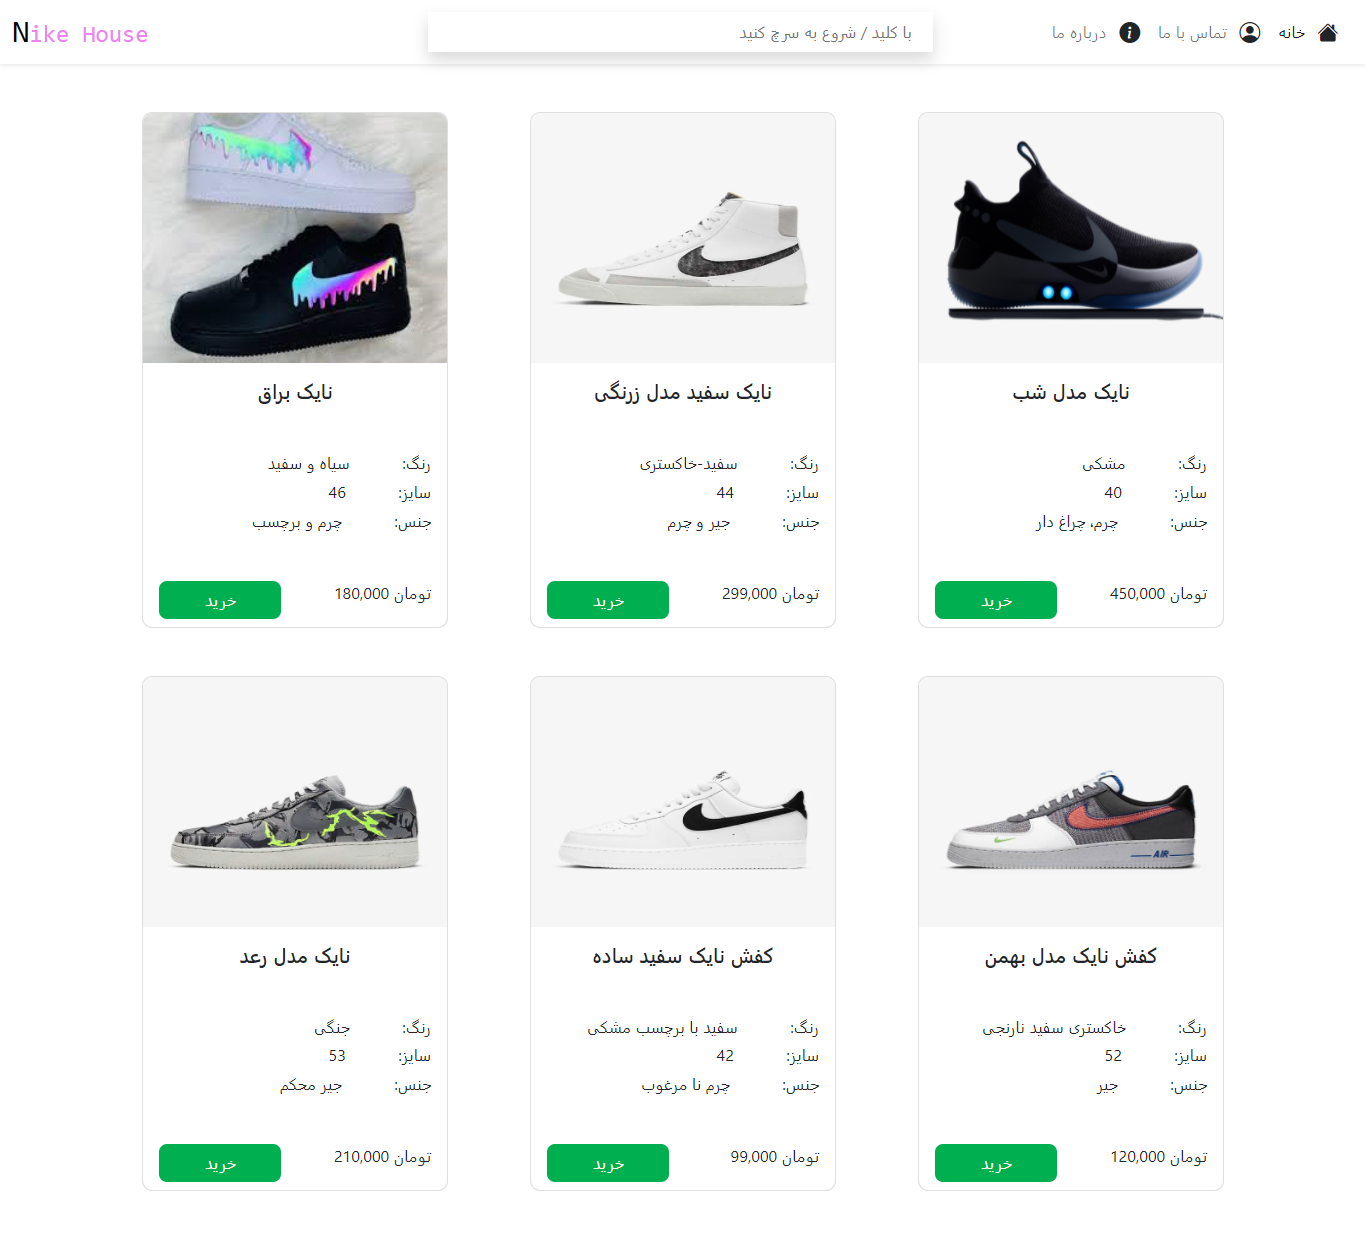 Nike House
با کلید / شروع به سرچ کنید
خانه
تماس با ما
درباره ما
نایک مدل شب
رنگ: مشکی
سایز: 40
جنس: چرم، چراغ دار
450,000 تومان
خرید
نایک سفید مدل زرنگی
رنگ: سفید-خاکستری
سایز: 44
جنس: جیر و چرم
299,000 تومان
خرید
نایک براق
رنگ: سیاه و سفید
سایز: 46
جنس: چرم و برچسب
180,000 تومان
خرید
AIR
کفش نایک مدل بهمن
رنگ: خاکستری سفید نارنجی
سایز: 52
جنس: جیر
120,000 تومان
خرید
کفش نایک سفید ساده
رنگ: سفید با برچسب مشکی
سایز: 42
جنس: چرم نا مرغوب
99,000 تومان
خرید
نایک مدل رعد
رنگ: جنگی
سایز: 53
جنس: جیر محکم
210,000 تومان
خرید